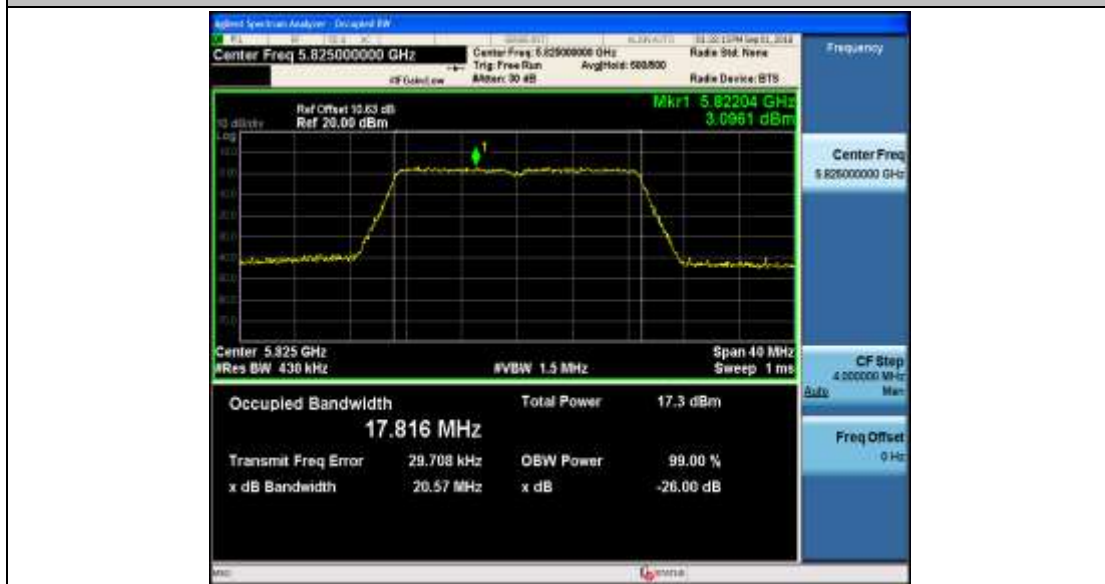 Agilent Spectrum Analyzer - Occupied BW
Center Freq 5.825000000 GHz
Center Freq: 5.825000000 GHz
Trig: Free Run Avg|Hold: 500/500
#IFGain:Low #Atten: 30 dB
Radio Std: None
Radio Device: BTS
Frequency
Ref Offset 10.63 dB
10 dB/div Ref 20.00 dBm
Log
Mkr1 5.82204 GHz
3.0961 dBm
1
Center Freq
5.825000000 GHz
Center 5.825 GHz Span 40 MHz
#Res BW 430 kHz #VBW 1.5 MHz Sweep 1 ms
CF Step
4.000000 MHz
Auto Man
Occupied Bandwidth Total Power 17.3 dBm
17.816 MHz
Transmit Freq Error 29.708 kHz OBW Power 99.00 %
x dB Bandwidth 20.57 MHz x dB -26.00 dB
Freq Offset
0 Hz
MSG STATUS